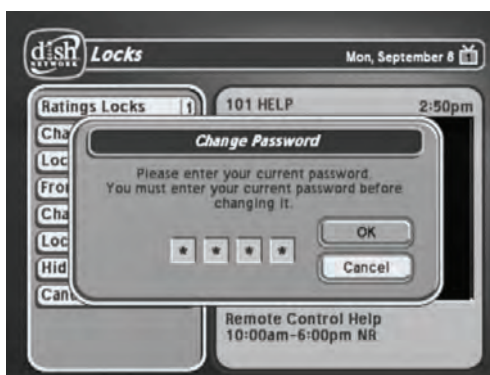 dish
NETWORK
Locks
Mon, September 8
Ratings Locks 1
101 HELP 2:50pm
Cha
Loc
Fro
Cha
Loc
Hid
Can
Change Password
Please enter your current password.
You must enter your current password before
changing it.
* * * *
OK
Cancel
Remote Control Help
10:00am-6:00pm NR